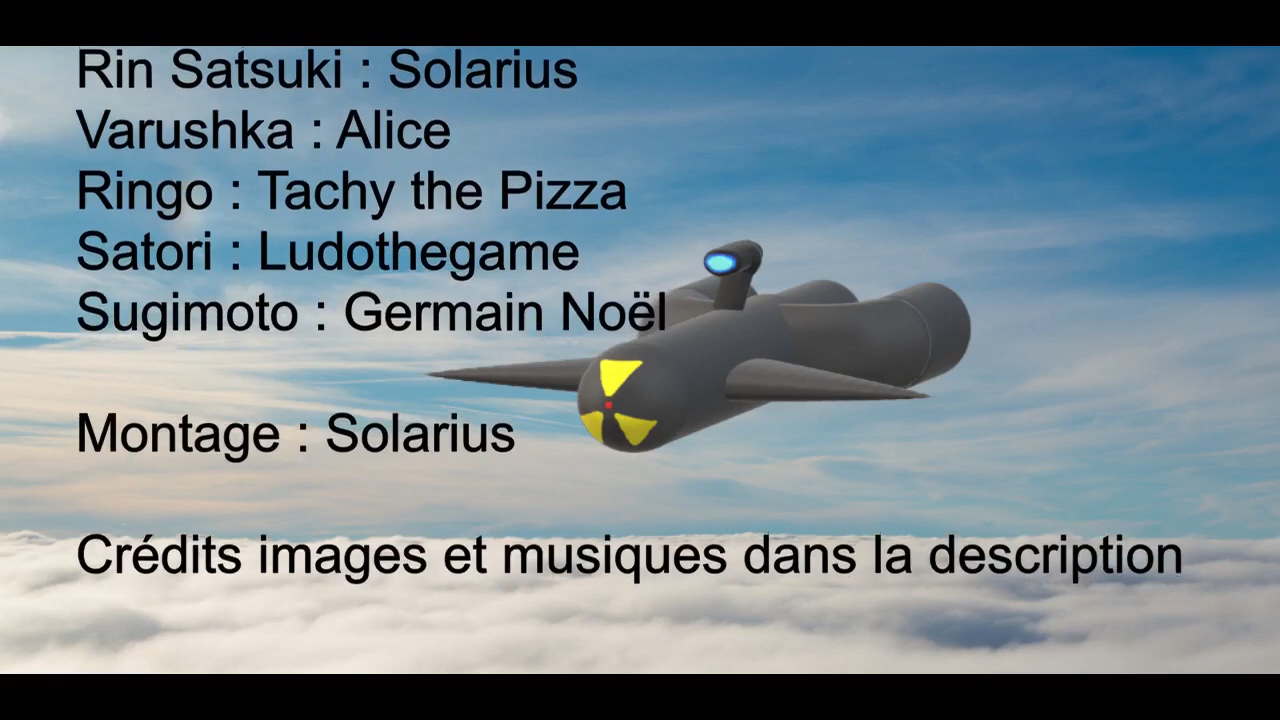 Rin Satsuki : Solarius
Varushka : Alice
Ringo : Tachy the Pizza
Satori : Ludothegame
Sugimoto : Germain Noël
Montage : Solarius
Crédits images et musiques dans la description